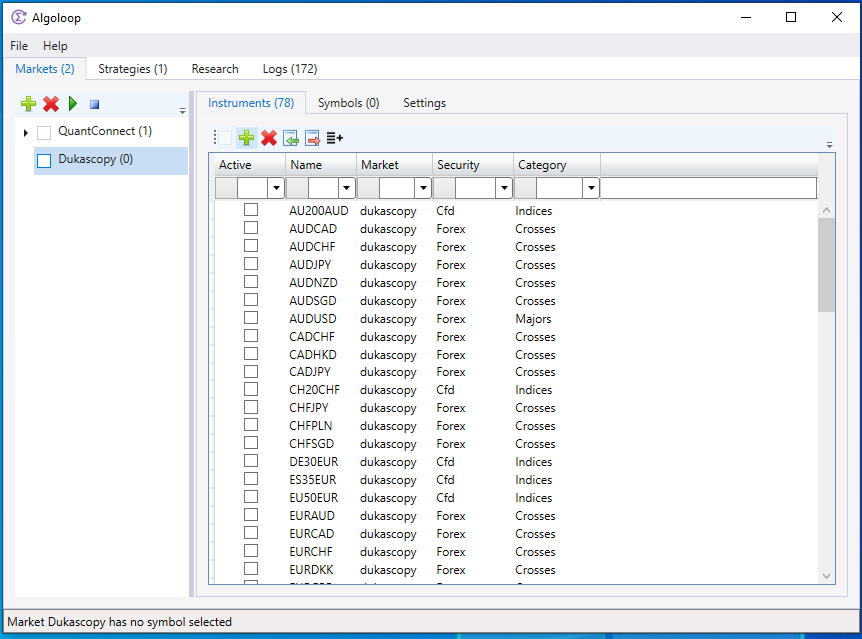 Algoloop
File Help
Markets (2) Strategies (1) Research Logs (172)
Instruments (78) Symbols (0) Settings
QuantConnect (1)
Dukascopy (0)
Active Name Market Security Category
AU200AUD dukascopy Cfd Indices
AUDCAD dukascopy Forex Crosses
AUDCHF dukascopy Forex Crosses
AUDJPY dukascopy Forex Crosses
AUDNZD dukascopy Forex Crosses
AUDSGD dukascopy Forex Crosses
AUDUSD dukascopy Forex Majors
CADCHF dukascopy Forex Crosses
CADHKD dukascopy Forex Crosses
CADJPY dukascopy Forex Crosses
CH20CHF dukascopy Cfd Indices
CHFJPY dukascopy Forex Crosses
CHFPLN dukascopy Forex Crosses
CHFSGD dukascopy Forex Crosses
DE30EUR dukascopy Cfd Indices
ES35EUR dukascopy Cfd Indices
EU50EUR dukascopy Cfd Indices
EURAUD dukascopy Forex Crosses
EURCAD dukascopy Forex Crosses
EURCHF dukascopy Forex Crosses
EURDKK dukascopy Forex Crosses
Market Dukascopy has no symbol selected